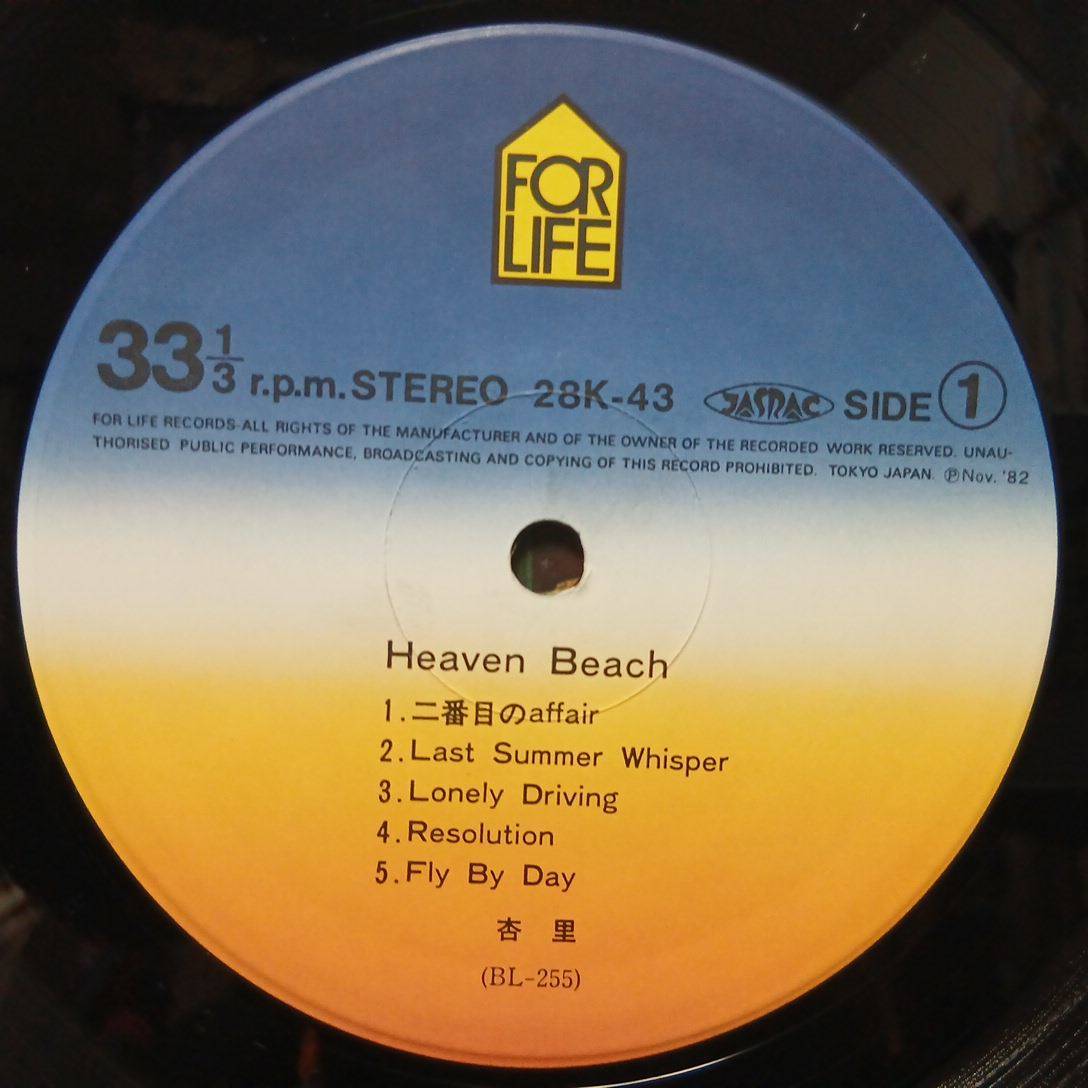 FOR
LIFE
33 1/3 r.p.m. STEREO 28K-43 JASRAC SIDE 1
FOR LIFE RECORDS-ALL RIGHTS OF THE MANUFACTURER AND OF THE OWNER OF THE RECORDED WORK RESERVED. UNAU-
THORISED PUBLIC PERFORMANCE, BROADCASTING AND COPYING OF THIS RECORD PROHIBITED. TOKYO JAPAN. ℗Nov. '82
Heaven Beach
1.二番目のaffair
2.Last Summer Whisper
3.Lonely Driving
4.Resolution
5.Fly By Day
杏里
(BL-255)